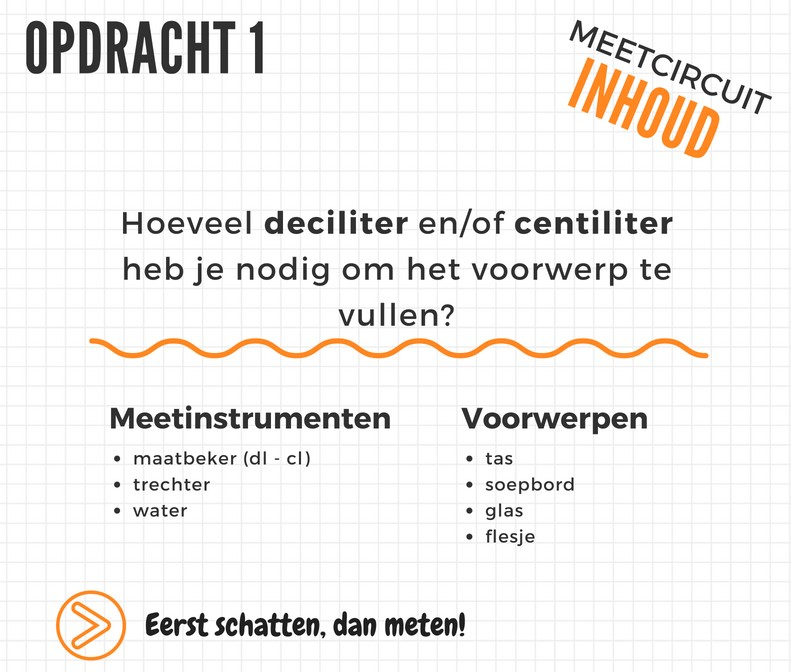 OPDRACHT 1
MEETCIRCUIT
INHOUD
Hoeveel deciliter en/of centiliter
heb je nodig om het voorwerp te
vullen?
Meetinstrumenten
• maatbeker (dl - cl)
• trechter
• water
Voorwerpen
• tas
• soepbord
• glas
• flesje
Eerst schatten, dan meten!